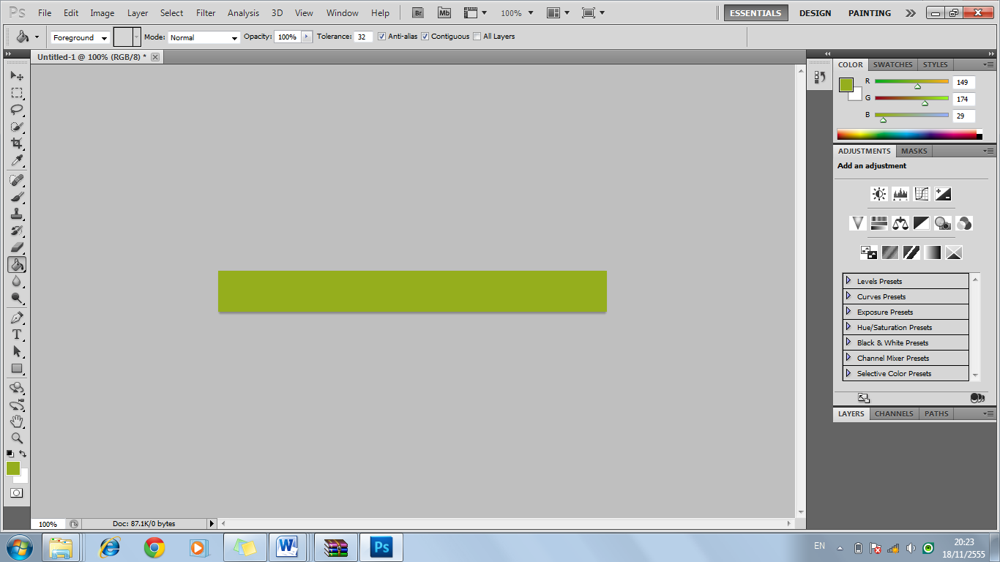 Ps File Edit Image Layer Select Filter Analysis 3D View Window Help Br Mb 100% ESSENTIALS DESIGN PAINTING
Foreground Mode: Normal Opacity: 100% Tolerance: 32 Anti-alias Contiguous All Layers
Untitled-1 @ 100% (RGB/8) *
COLOR SWATCHES STYLES
R 149
G 174
B 29
ADJUSTMENTS MASKS
Add an adjustment
Levels Presets
Curves Presets
Exposure Presets
Hue/Saturation Presets
Black & White Presets
Channel Mixer Presets
Selective Color Presets
LAYERS CHANNELS PATHS
T
100% Doc: 87.1K/0 bytes
W Ps EN 20:23
18/11/2555